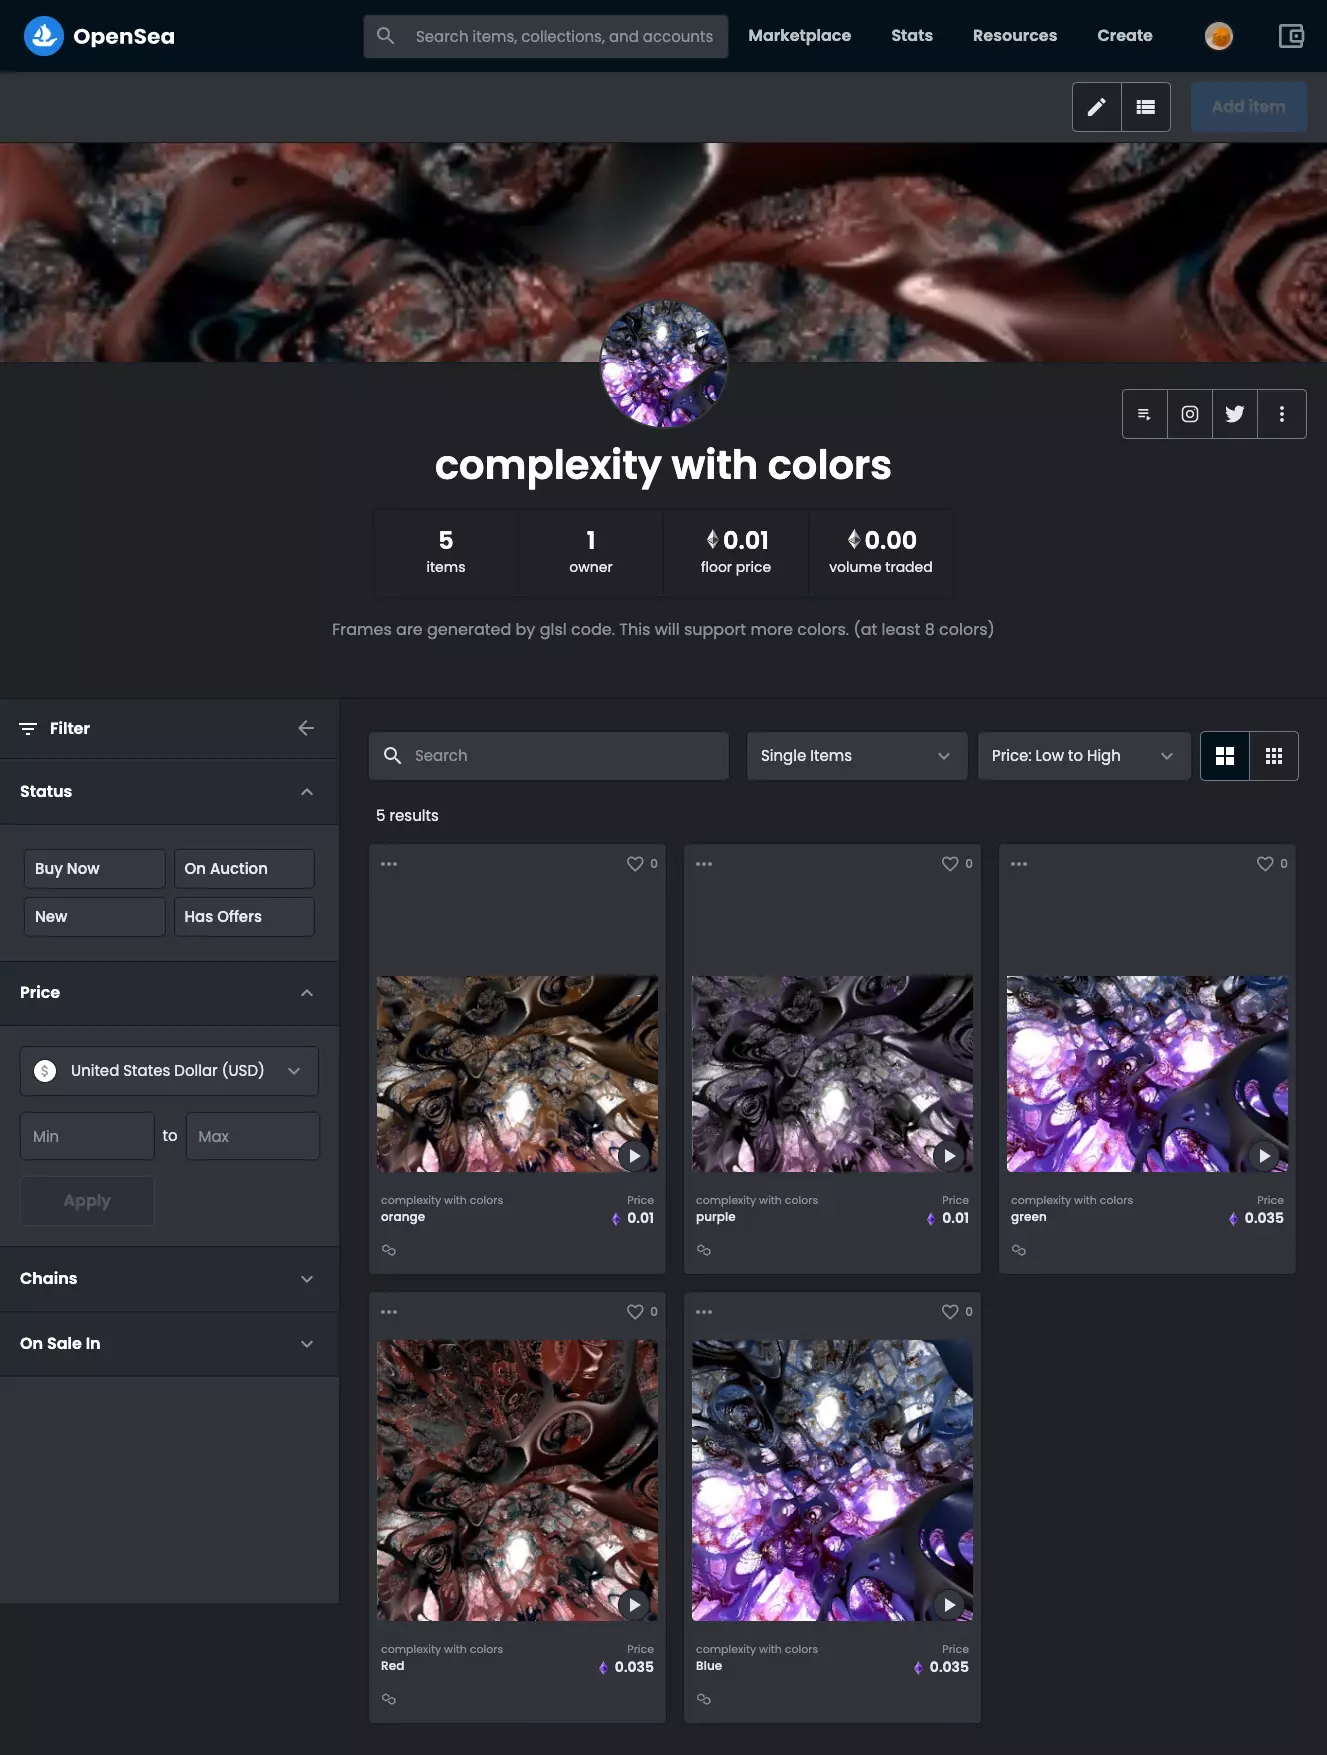 OpenSea
Search items, collections, and accounts
Marketplace
Stats
Resources
Create
Add item
complexity with colors
5
items
1
owner
0.01
floor price
0.00
volume traded
Frames are generated by glsl code. This will support more colors. (at least 8 colors)
Filter
Status
Buy Now
On Auction
New
Has Offers
Price
$ United States Dollar (USD)
Min
to
Max
Apply
Chains
On Sale In
Search
Single Items
Price: Low to High
5 results
0
0
0
complexity with colors
Price
orange
0.01
complexity with colors
Price
purple
0.01
complexity with colors
Price
green
0.035
0
0
complexity with colors
Price
Red
0.035
complexity with colors
Price
Blue
0.035